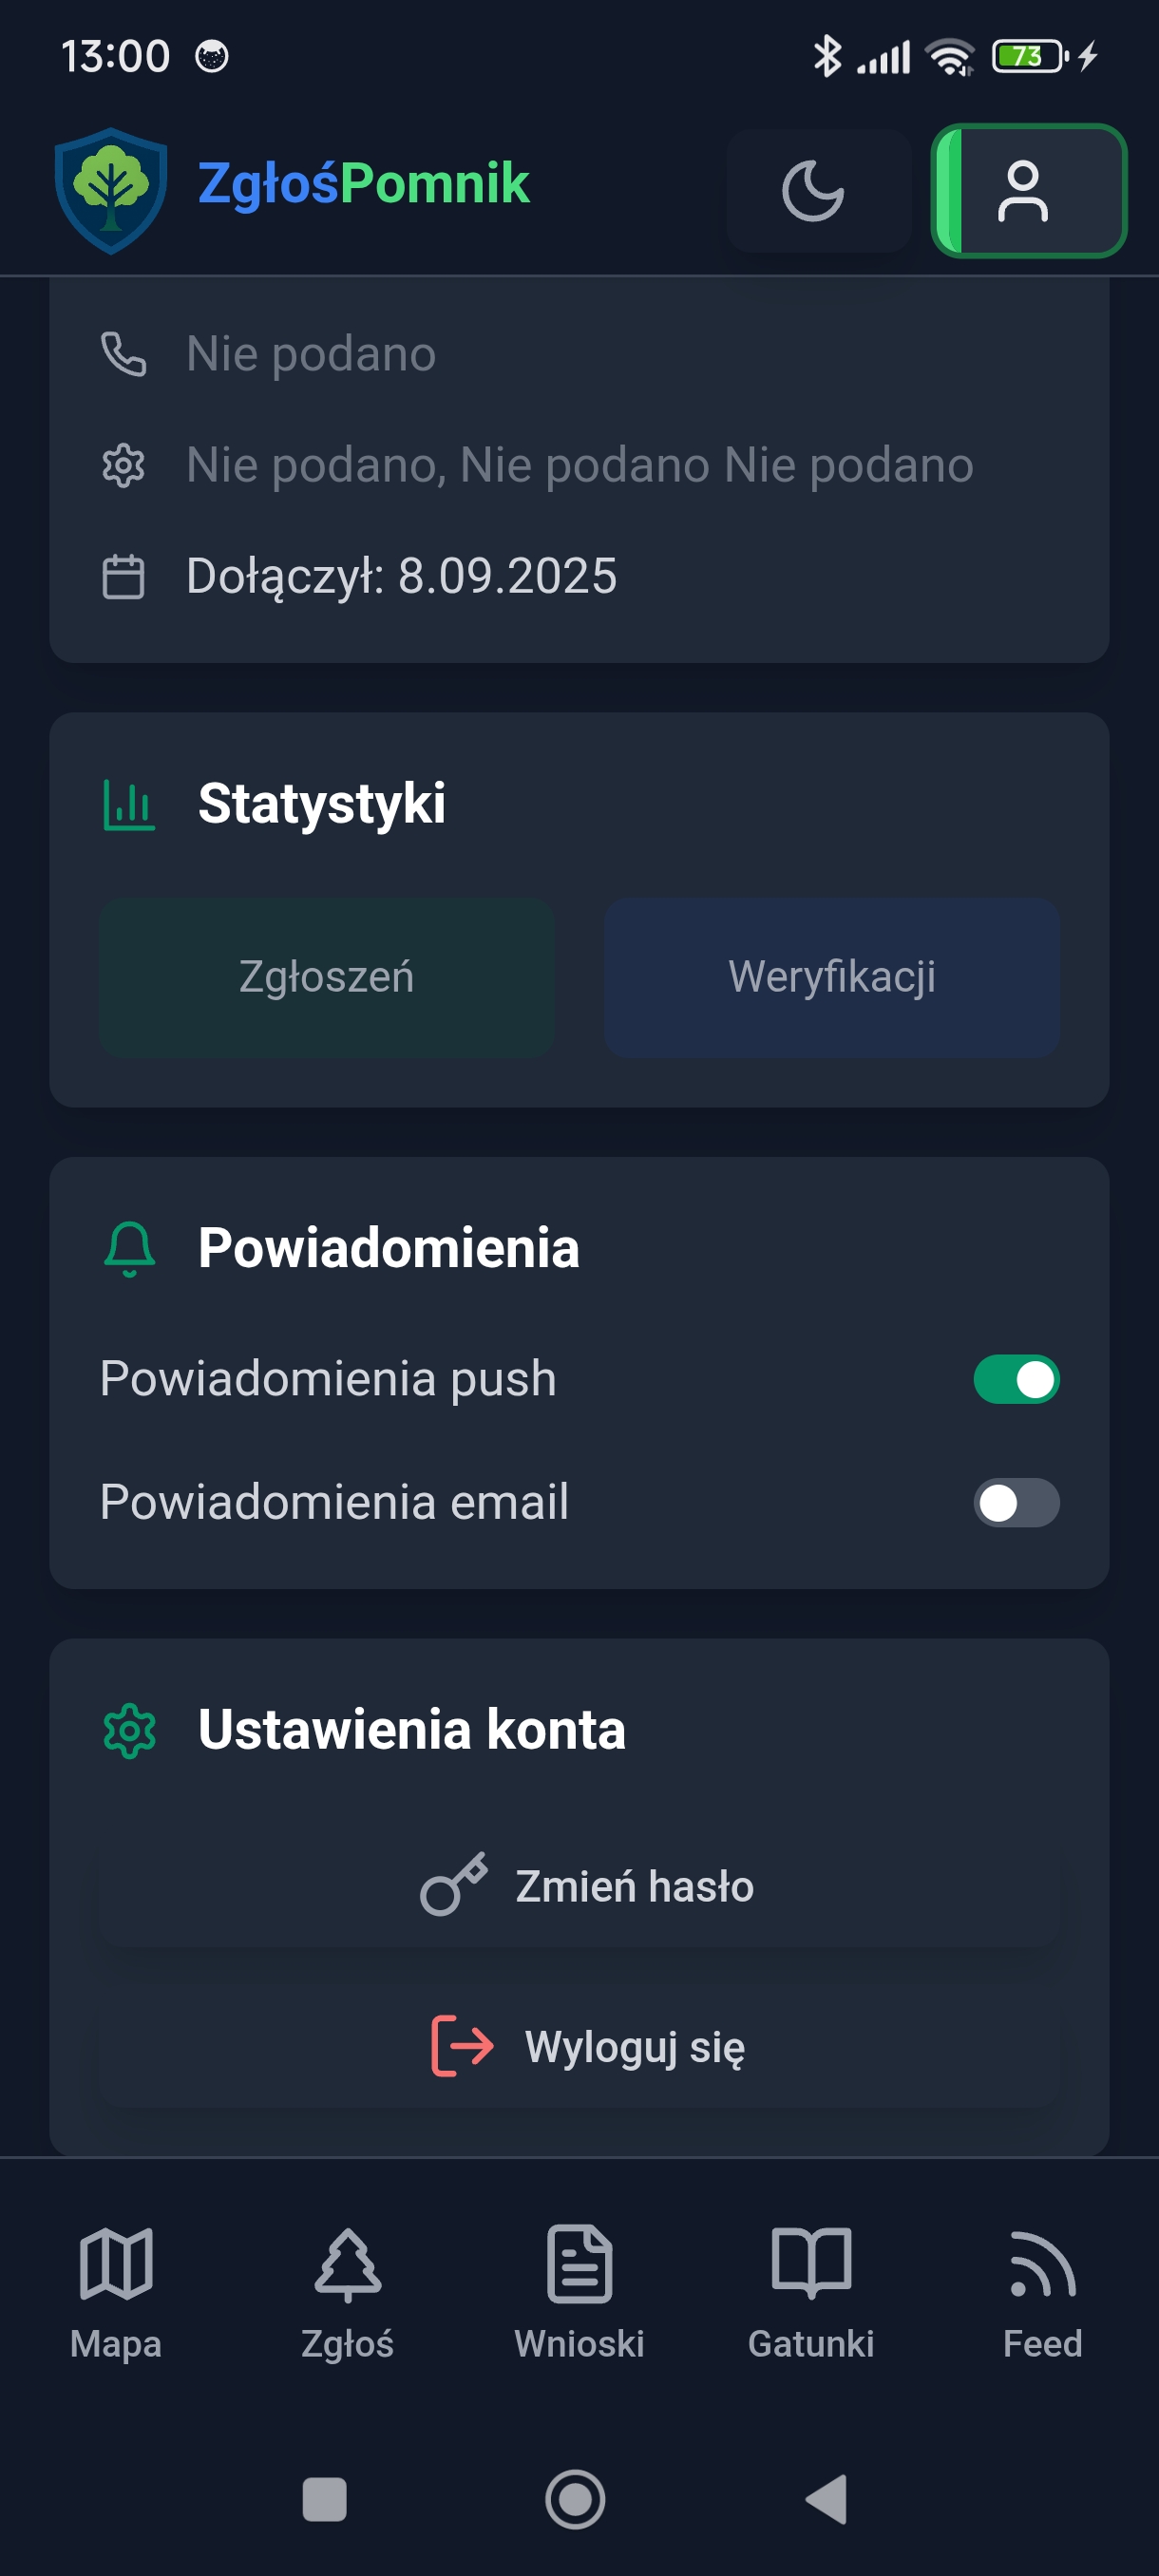 13:00
73
ZgłośPomnik
Nie podano
Nie podano, Nie podano Nie podano
Dołączył: 8.09.2025
Statystyki
Zgłoszeń
Weryfikacji
Powiadomienia
Powiadomienia push
Powiadomienia email
Ustawienia konta
Zmień hasło
Wyloguj się
Mapa
Zgłoś
Wnioski
Gatunki
Feed